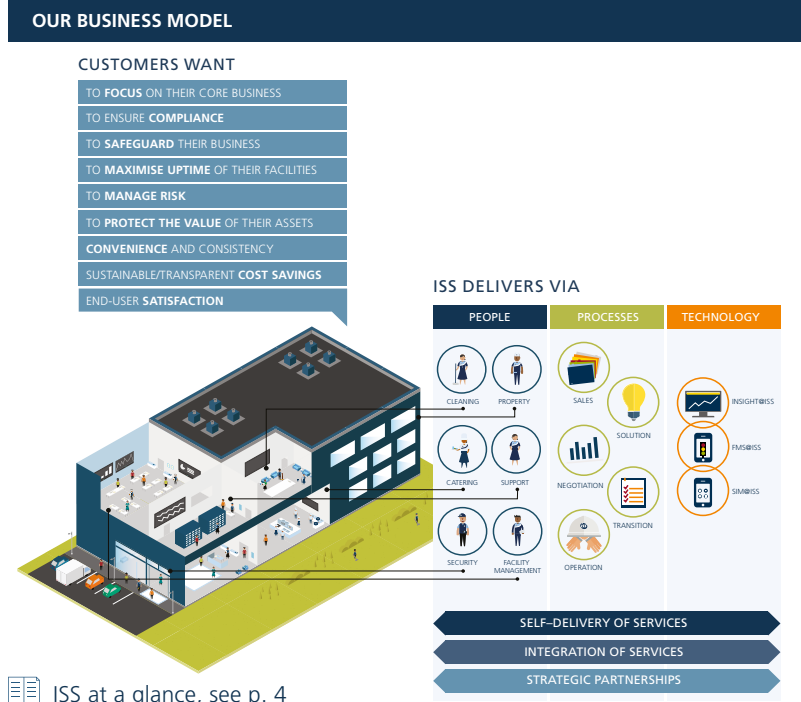 OUR BUSINESS MODEL
CUSTOMERS WANT
TO FOCUS ON THEIR CORE BUSINESS
TO ENSURE COMPLIANCE
TO SAFEGUARD THEIR BUSINESS
TO MAXIMISE UPTIME OF THEIR FACILITIES
TO MANAGE RISK
TO PROTECT THE VALUE OF THEIR ASSETS
CONVENIENCE AND CONSISTENCY
SUSTAINABLE/TRANSPARENT COST SAVINGS
END-USER SATISFACTION
ISS DELIVERS VIA
PEOPLE
CLEANING
PROPERTY
CATERING
SUPPORT
SECURITY
FACILITY
MANAGEMENT
PROCESSES
SALES
SOLUTION
NEGOTIATION
TRANSITION
OPERATION
TECHNOLOGY
INSIGHT@ISS
FMS@ISS
SIM@ISS
SELF–DELIVERY OF SERVICES
INTEGRATION OF SERVICES
STRATEGIC PARTNERSHIPS
ISS at a glance, see p. 4